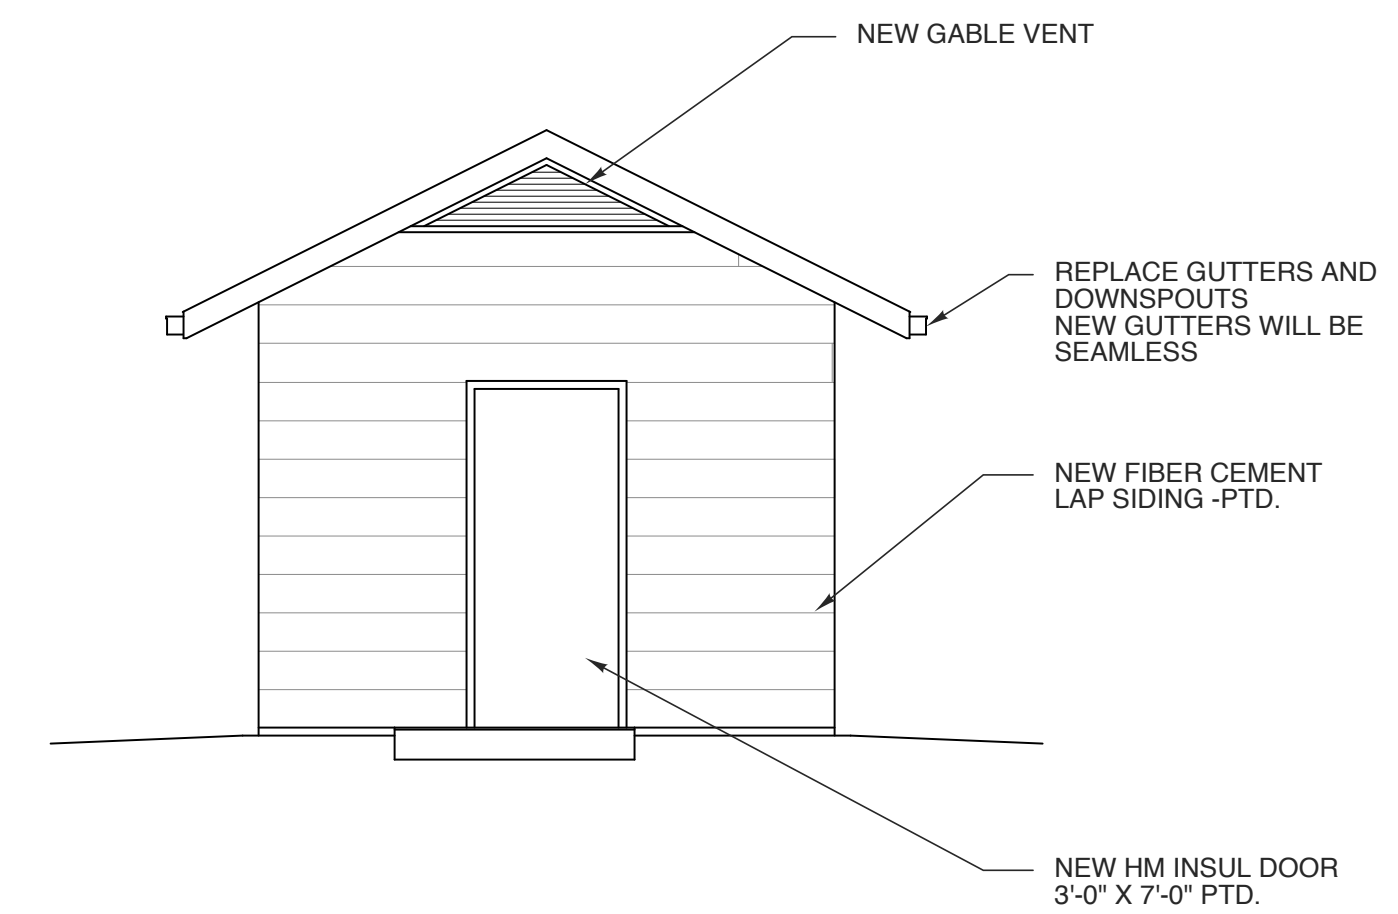 NEW GABLE VENT
REPLACE GUTTERS AND
DOWNSPOUTS
NEW GUTTERS WILL BE
SEAMLESS
NEW FIBER CEMENT
LAP SIDING -PTD.
NEW HM INSUL DOOR
3'-0" X 7'-0" PTD.